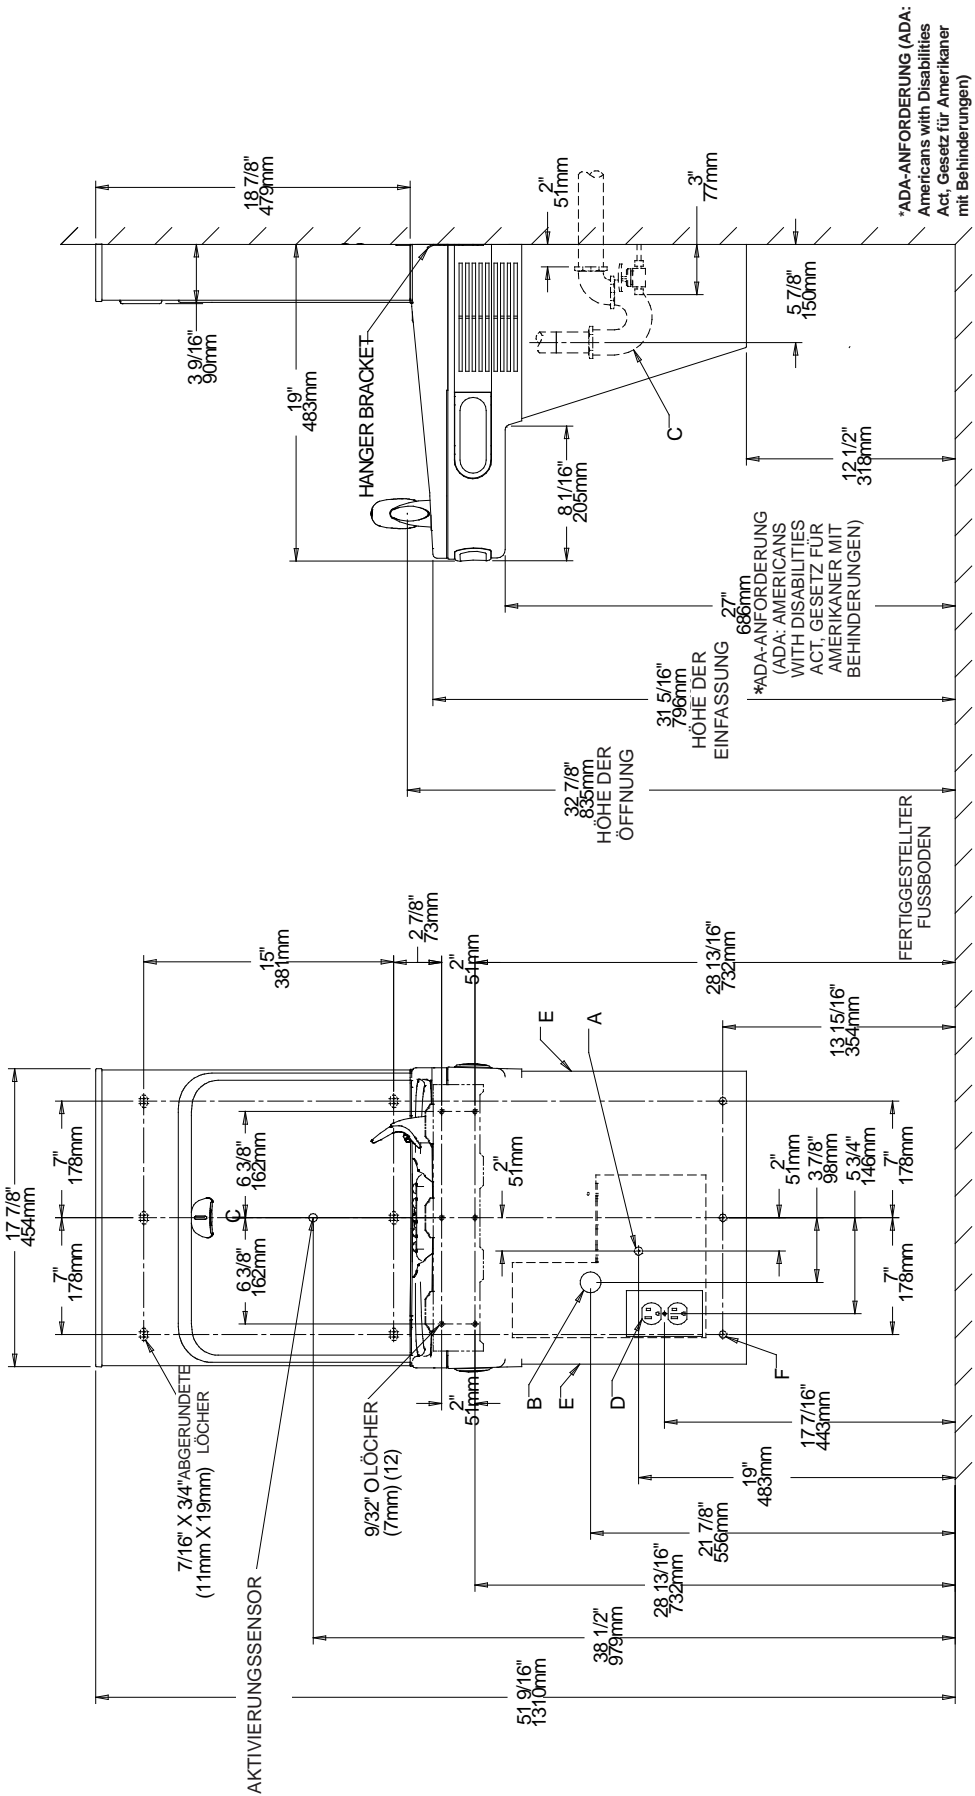 *ADA-ANFORDERUNG (ADA:
Americans with Disabilities
Act, Gesetz für Amerikaner
mit Behinderungen)
18 7/8"
479mm
3 9/16"
90mm
19"
483mm
HANGER BRACKET
2"
51mm
3"
77mm
5 7/8"
150mm
C
8 1/16"
205mm
12 1/2"
318mm
27"
686mm
*ADA-ANFORDERUNG
(ADA: AMERICANS
WITH DISABILITIES
ACT, GESETZ FÜR
AMERIKANER MIT
BEHINDERUNGEN)
31 5/16"
796mm
HÖHE DER
EINFASSUNG
32 7/8"
835mm
HÖHE DER
ÖFFNUNG
FERTIGGESTELLTER
FUSSBODEN
15"
381mm
2 7/8"
73mm
2"
51mm
28 13/16"
732mm
13 15/16"
354mm
E
A
17 7/8"
454mm
7"
178mm
7"
178mm
6 3/8"
162mm
C
6 3/8"
162mm
2"
51mm
2"
51mm
3 7/8"
98mm
5 3/4"
146mm
7"
178mm
7"
178mm
7/16" X 3/4" ABGERUNDETE
(11mm X 19mm) LÖCHER
AKTIVIERUNGSSENSOR
9/32" O LÖCHER
(7mm) (12)
2"
51mm
B
E
D
F
17 7/16"
443mm
19"
483mm
21 7/8"
556mm
28 13/16"
732mm
38 1/2"
979mm
51 9/16"
1310mm